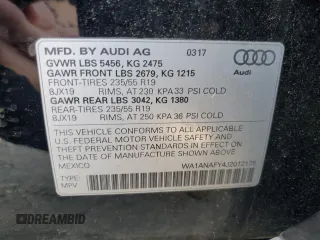 MFD. BY AUDI AG 0317
GVWR LBS 5456, KG 2475
GAWR FRONT LBS 2679, KG 1215
FRONT-TIRES 235/55 R19
8JX19 RIMS, AT 230 KPA 33 PSI COLD
GAWR REAR LBS 3042, KG 1380
REAR-TIRES 235/55 R19
8JX19 RIMS, AT 250 KPA 36 PSI COLD
Audi
THIS VEHICLE CONFORMS TO ALL APPLICABLE
U.S. FEDERAL MOTOR VEHICLE SAFETY, BUMPER, AND
THEFT PREVENTION STANDARDS IN EFFECT ON THE
DATE OF MANUFACTURE SHOWN ABOVE.
MEXICO
TYPE:
MPV
DREAMBID